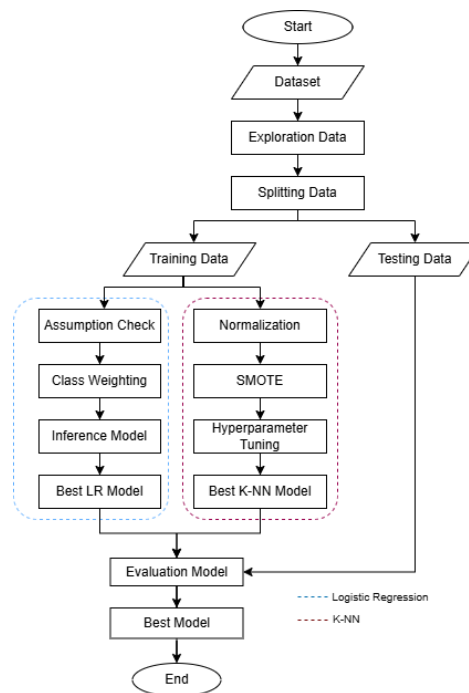 Start
Dataset
Exploration Data
Splitting Data
Training Data
Testing Data
Assumption Check
Normalization
Class Weighting
SMOTE
Inference Model
Hyperparameter
Tuning
Best LR Model
Best K-NN Model
Evaluation Model
Logistic Regression
Best Model
K-NN
End